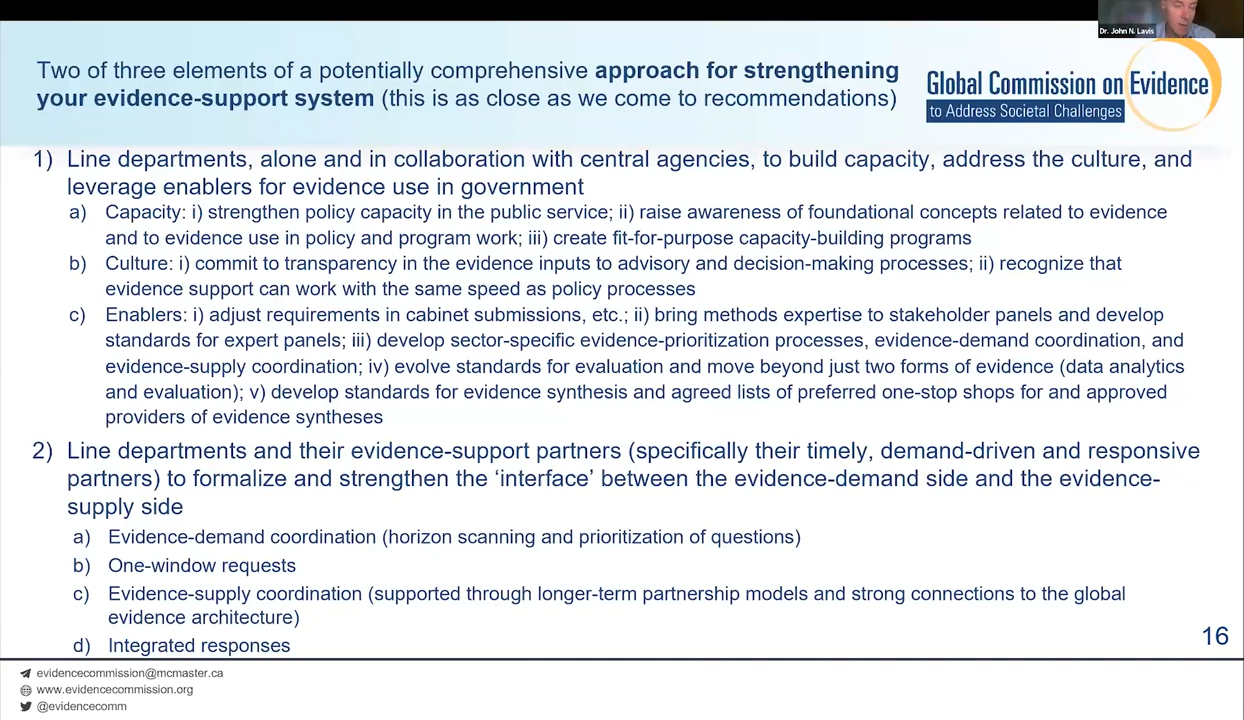 Dr. John N. Lavis
Two of three elements of a potentially comprehensive approach for strengthening
your evidence-support system (this is as close as we come to recommendations)
Global Commission on Evidence
to Address Societal Challenges
1) Line departments, alone and in collaboration with central agencies, to build capacity, address the culture, and
leverage enablers for evidence use in government
a) Capacity: i) strengthen policy capacity in the public service; ii) raise awareness of foundational concepts related to evidence
and to evidence use in policy and program work; iii) create fit-for-purpose capacity-building programs
b) Culture: i) commit to transparency in the evidence inputs to advisory and decision-making processes; ii) recognize that
evidence support can work with the same speed as policy processes
c) Enablers: i) adjust requirements in cabinet submissions, etc.; ii) bring methods expertise to stakeholder panels and develop
standards for expert panels; iii) develop sector-specific evidence-prioritization processes, evidence-demand coordination, and
evidence-supply coordination; iv) evolve standards for evaluation and move beyond just two forms of evidence (data analytics
and evaluation); v) develop standards for evidence synthesis and agreed lists of preferred one-stop shops for and approved
providers of evidence syntheses
2) Line departments and their evidence-support partners (specifically their timely, demand-driven and responsive
partners) to formalize and strengthen the ‘interface’ between the evidence-demand side and the evidence-
supply side
a) Evidence-demand coordination (horizon scanning and prioritization of questions)
b) One-window requests
c) Evidence-supply coordination (supported through longer-term partnership models and strong connections to the global
evidence architecture)
d) Integrated responses
16
evidencecommission@mcmaster.ca
www.evidencecommission.org
@evidencecomm